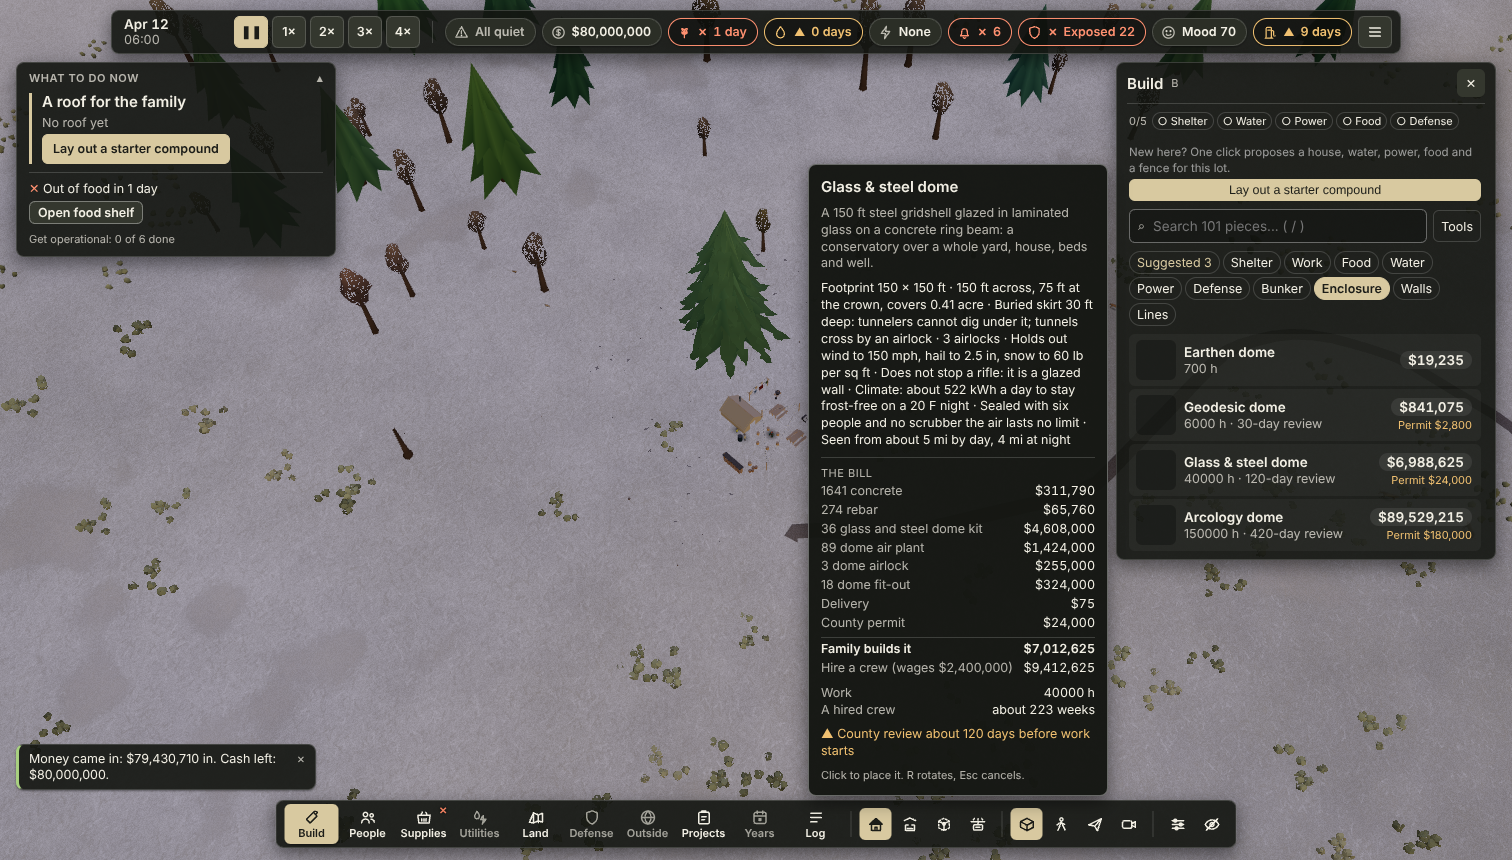 Apr 12
06:00
1×
2×
3×
4×
All quiet
$80,000,000
× 1 day
▲ 0 days
None
× 6
× Exposed 22
Mood 70
▲ 9 days
WHAT TO DO NOW
▲
A roof for the family
No roof yet
Lay out a starter compound
× Out of food in 1 day
Open food shelf
Get operational: 0 of 6 done
Glass & steel dome
A 150 ft steel gridshell glazed in laminated
glass on a concrete ring beam: a
conservatory over a whole yard, house, beds
and well.
Footprint 150 × 150 ft · 150 ft across, 75 ft at
the crown, covers 0.41 acre · Buried skirt 30 ft
deep: tunnelers cannot dig under it; tunnels
cross by an airlock · 3 airlocks · Holds out
wind to 150 mph, hail to 2.5 in, snow to 60 lb
per sq ft · Does not stop a rifle: it is a glazed
wall · Climate: about 522 kWh a day to stay
frost-free on a 20 F night · Sealed with six
people and no scrubber the air lasts no limit ·
Seen from about 5 mi by day, 4 mi at night
THE BILL
1641 concrete $311,790
274 rebar $65,760
36 glass and steel dome kit $4,608,000
89 dome air plant $1,424,000
3 dome airlock $255,000
18 dome fit-out $324,000
Delivery $75
County permit $24,000
Family builds it $7,012,625
Hire a crew (wages $2,400,000) $9,412,625
Work 40000 h
A hired crew about 223 weeks
▲ County review about 120 days before work
starts
Click to place it. R rotates, Esc cancels.
Build B
×
0/5 Shelter Water Power Food Defense
New here? One click proposes a house, water, power, food and
a fence for this lot.
Lay out a starter compound
Search 101 pieces... ( / )
Tools
Suggested 3 Shelter Work Food Water
Power Defense Bunker Enclosure Walls
Lines
Earthen dome $19,235
700 h
Geodesic dome $841,075
6000 h · 30-day review Permit $2,800
Glass & steel dome $6,988,625
40000 h · 120-day review Permit $24,000
Arcology dome $89,529,215
150000 h · 420-day review Permit $180,000
Money came in: $79,430,710 in. Cash left: ×
$80,000,000.
Build
People
Supplies ×
Utilities
Land
Defense
Outside
Projects
Years
Log